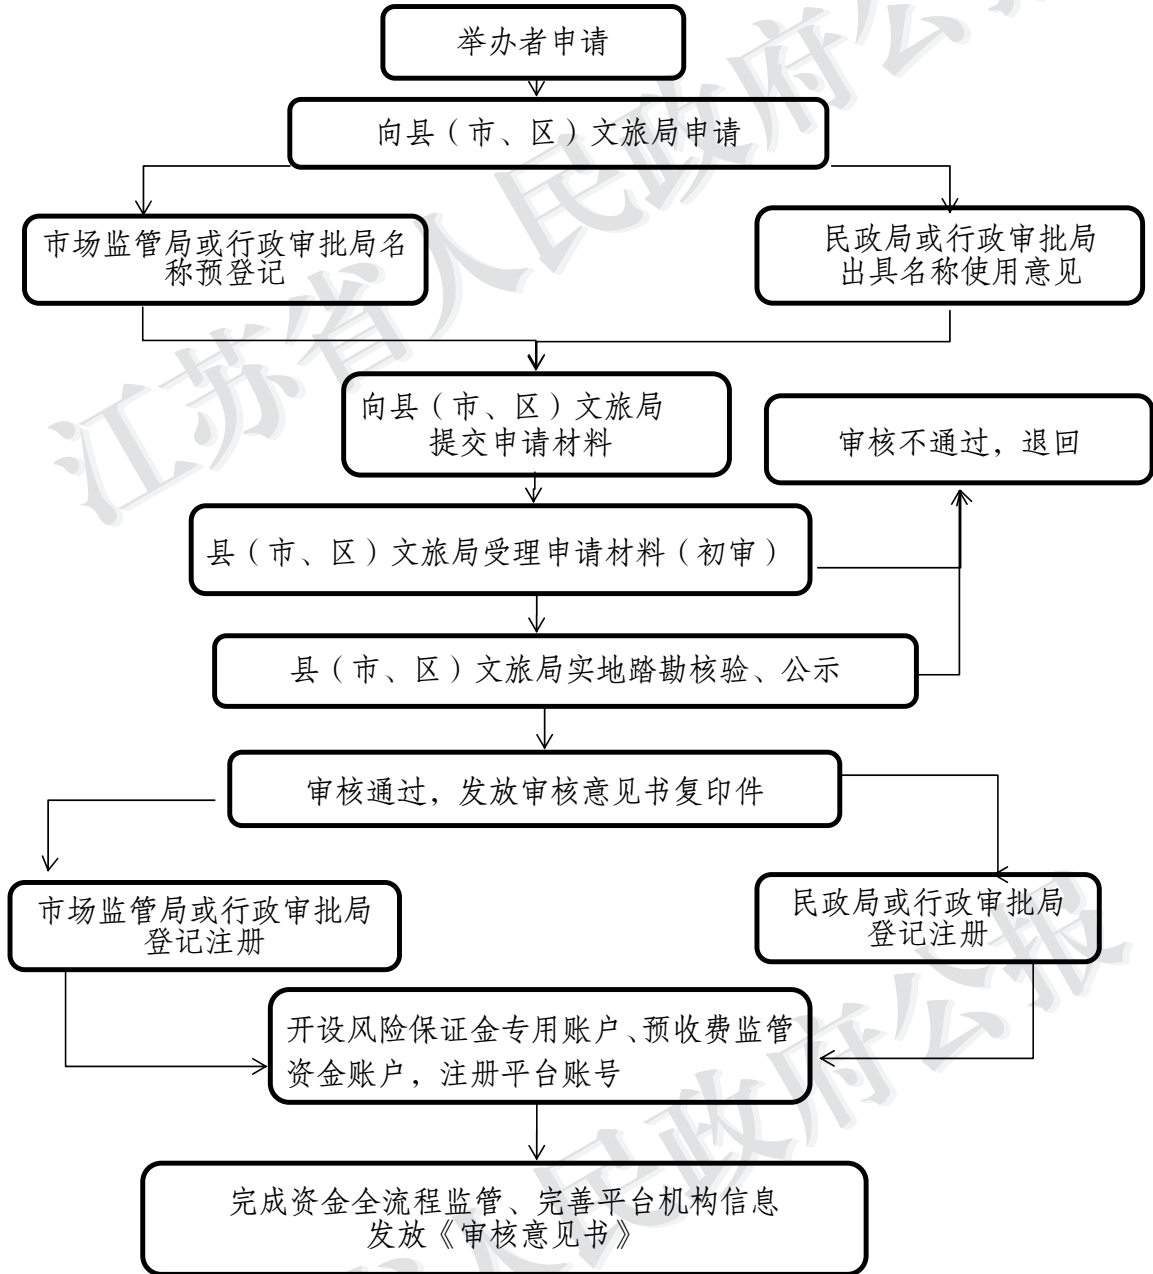 举办者申请
向县（市、区）文旅局申请
市场监管局或行政审批局名
称预登记
民政局或行政审批局
出具名称使用意见
向县（市、区）文旅局
提交申请材料
审核不通过，退回
县（市、区）文旅局受理申请材料（初审）
县（市、区）文旅局实地踏勘核验、公示
审核通过，发放审核意见书复印件
市场监管局或行政审批局
登记注册
民政局或行政审批局
登记注册
开设风险保证金专用账户、预收费监管
资金账户，注册平台账号
完成资金全流程监管、完善平台机构信息
发放《审核意见书》
江苏省人民政府公报
省人民政府公报